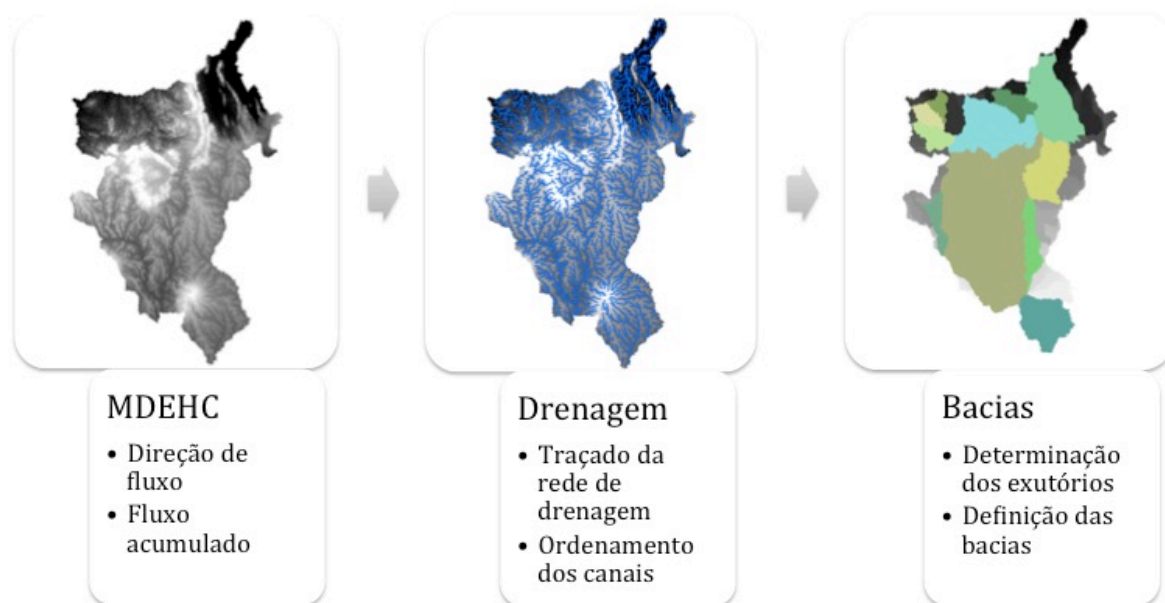 MDEHC
• Direção de
fluxo
• Fluxo
acumulado
Drenagem
• Traçado da
rede de
drenagem
• Ordenamento
dos canais
Bacias
• Determinação
dos exutórios
• Definição das
bacias